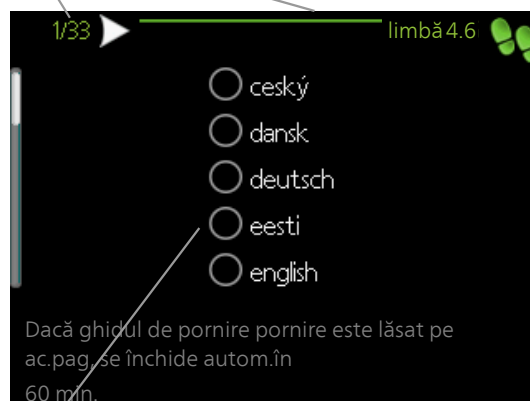 1/33 limbă 4.6
ceský
dansk
deutsch
eesti
english
Dacă ghidul de pornire pornire este lăsat pe
ac.pag, se închide autom.în
60 min.